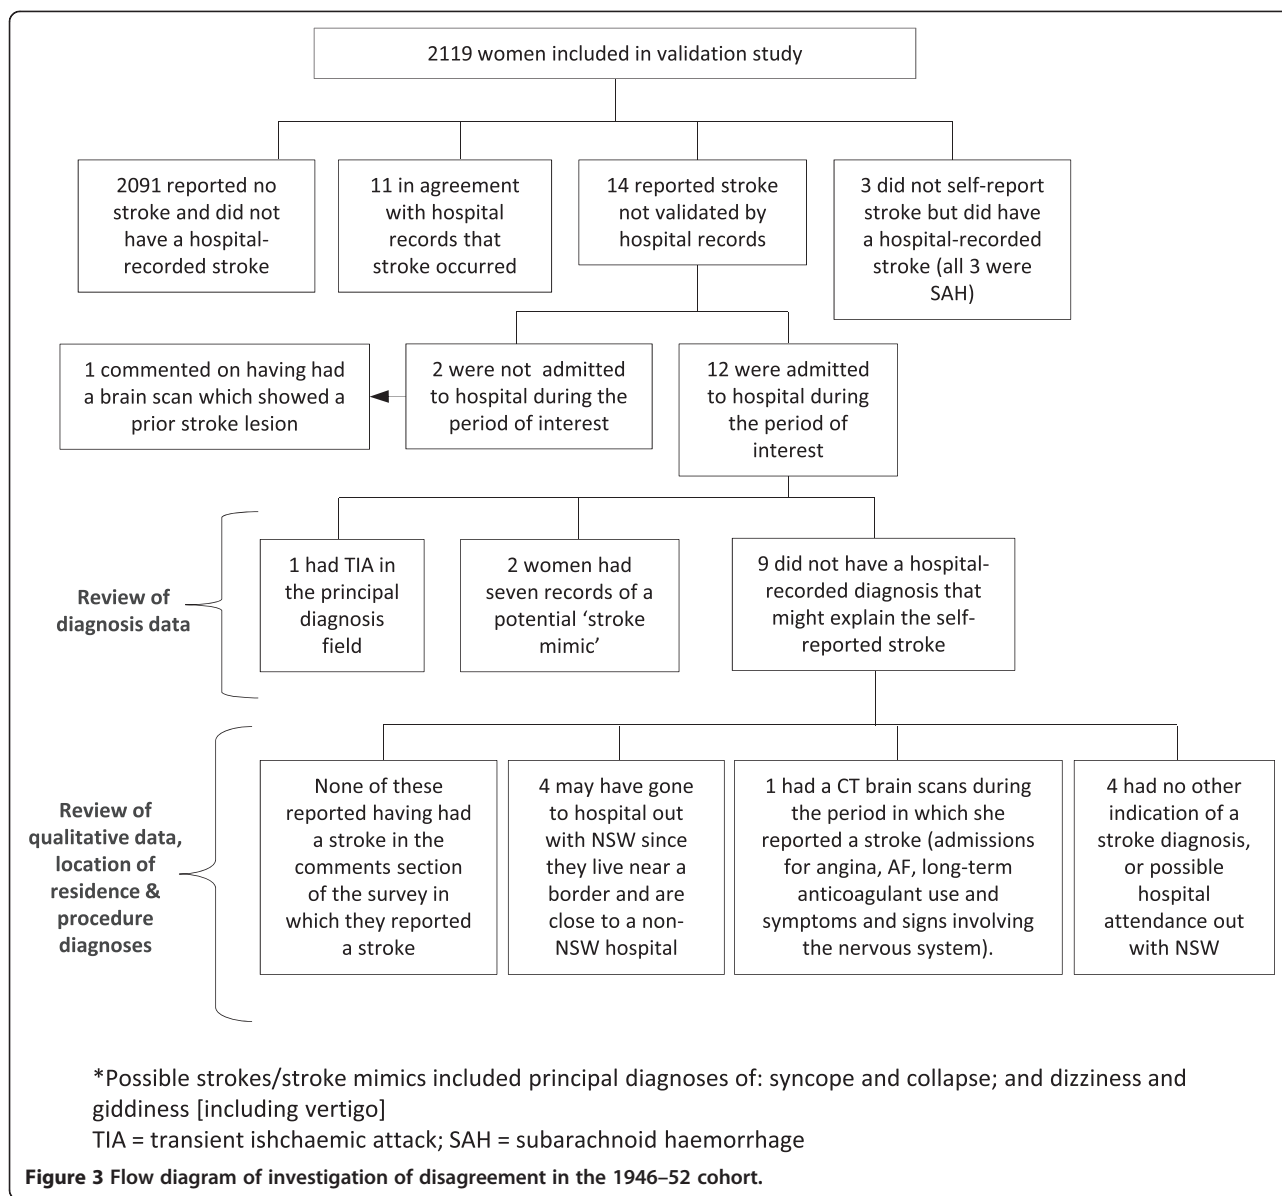 2119 women included in validation study
2091 reported no
stroke and did not
have a hospital-
recorded stroke
11 in agreement
with hospital
records that
stroke occurred
14 reported stroke
not validated by
hospital records
3 did not self-report
stroke but did have
a hospital-recorded
stroke (all 3 were
SAH)
1 commented on having had
a brain scan which showed a
prior stroke lesion
2 were not admitted
to hospital during the
period of interest
12 were admitted
to hospital during
the period of
interest
Review of
diagnosis data
1 had TIA in
the principal
diagnosis
field
2 women had
seven records of a
potential ‘stroke
mimic’
9 did not have a hospital-
recorded diagnosis that
might explain the self-
reported stroke
Review of
qualitative data,
location of
residence &
procedure
diagnoses
None of these
reported having had
a stroke in the
comments section
of the survey in
which they reported
a stroke
4 may have gone
to hospital out
with NSW since
they live near a
border and are
close to a non-
NSW hospital
1 had a CT brain scans during
the period in which she
reported a stroke (admissions
for angina, AF, long-term
anticoagulant use and
symptoms and signs involving
the nervous system).
4 had no other
indication of a
stroke diagnosis,
or possible
hospital
attendance out
with NSW
*Possible strokes/stroke mimics included principal diagnoses of: syncope and collapse; and dizziness and
giddiness [including vertigo]
TIA = transient ishchaemic attack; SAH = subarachnoid haemorrhage
Figure 3 Flow diagram of investigation of disagreement in the 1946–52 cohort.